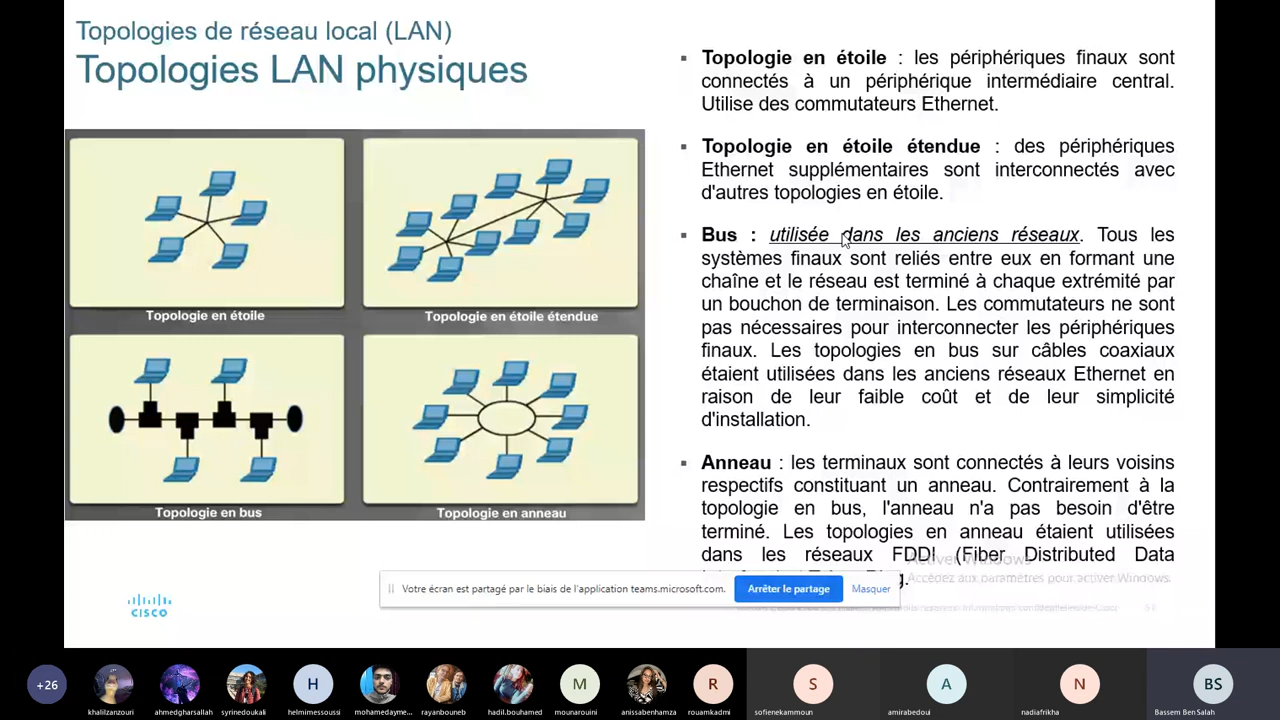 Topologies de réseau local (LAN)
Topologies LAN physiques
Topologie en étoile
Topologie en étoile étendue
Topologie en bus
Topologie en anneau
▪ Topologie en étoile : les périphériques finaux sont
connectés à un périphérique intermédiaire central.
Utilise des commutateurs Ethernet.
▪ Topologie en étoile étendue : des périphériques
Ethernet supplémentaires sont interconnectés avec
d'autres topologies en étoile.
▪ Bus : utilisée dans les anciens réseaux. Tous les
systèmes finaux sont reliés entre eux en formant une
chaîne et le réseau est terminé à chaque extrémité par
un bouchon de terminaison. Les commutateurs ne sont
pas nécessaires pour interconnecter les périphériques
finaux. Les topologies en bus sur câbles coaxiaux
étaient utilisées dans les anciens réseaux Ethernet en
raison de leur faible coût et de leur simplicité
d'installation.
▪ Anneau : les terminaux sont connectés à leurs voisins
respectifs constituant un anneau. Contrairement à la
topologie en bus, l'anneau n'a pas besoin d'être
terminé. Les topologies en anneau étaient utilisées
dans les réseaux FDDI (Fiber Distributed Data
Activer Windows
Accédez aux paramètres pour activer Windows.
Votre écran est partagé par le biais de l'application teams.microsoft.com.
Arrêter le partage
Masquer
CISCO
+26
H
M
R
S
A
N
BS
khalilzanzouri
ahmedgharsallah
syrinedoukali
helmimessoussi
mohamedayme...
rayanbouneb
hadil.bouhamed
mounarouini
anissabenhamza
rouamkadmi
sofienekammoun
amirabedoui
nadiafrikha
Bassem Ben Salah